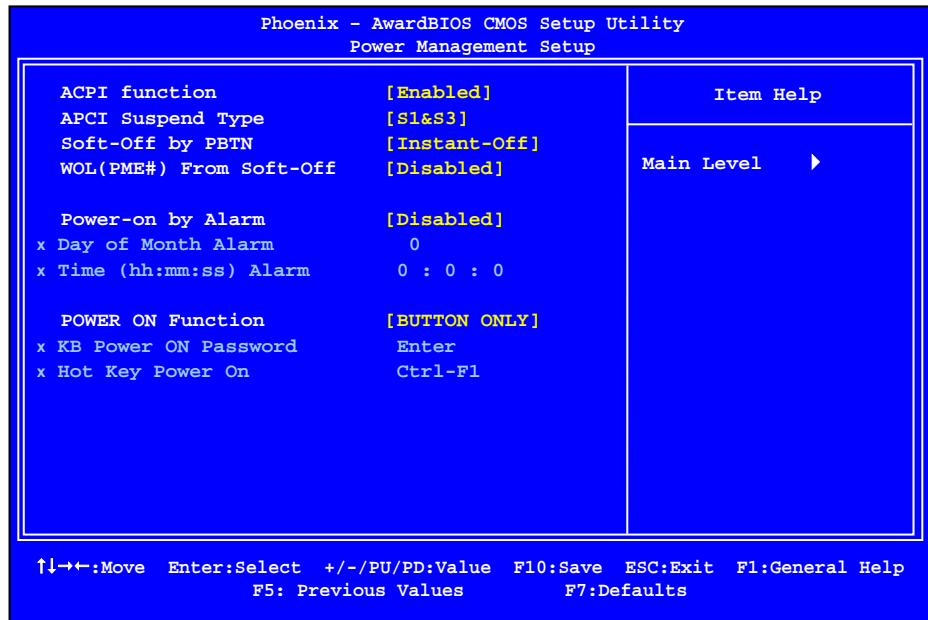 Phoenix – AwardBIOS CMOS Setup Utility
Power Management Setup
ACPI function [Enabled]
APCI Suspend Type [S1&S3]
Soft-Off by PBTN [Instant-Off]
WOL(PME#) From Soft-Off [Disabled]
Power-on by Alarm [Disabled]
x Day of Month Alarm 0
x Time (hh:mm:ss) Alarm 0 : 0 : 0
POWER ON Function [BUTTON ONLY]
x KB Power ON Password Enter
x Hot Key Power On Ctrl-F1
Item Help
Main Level
↑↓→←:Move Enter:Select +/-/PU/PD:Value F10:Save ESC:Exit F1:General Help
F5: Previous Values F7:Defaults